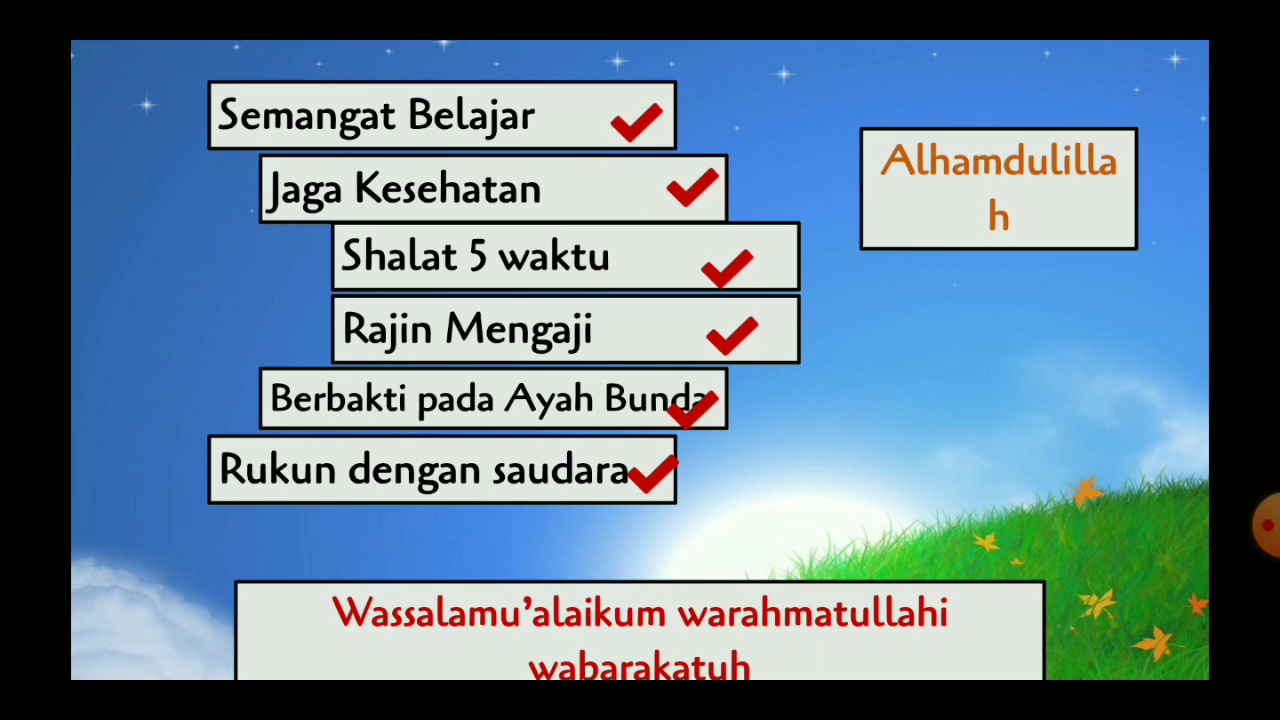 Semangat Belajar
Jaga Kesehatan
Shalat 5 waktu
Rajin Mengaji
Berbakti pada Ayah Bunda
Rukun dengan saudara
Alhamdulilla
h
Wassalamu’alaikum warahmatullahi
wabarakatuh